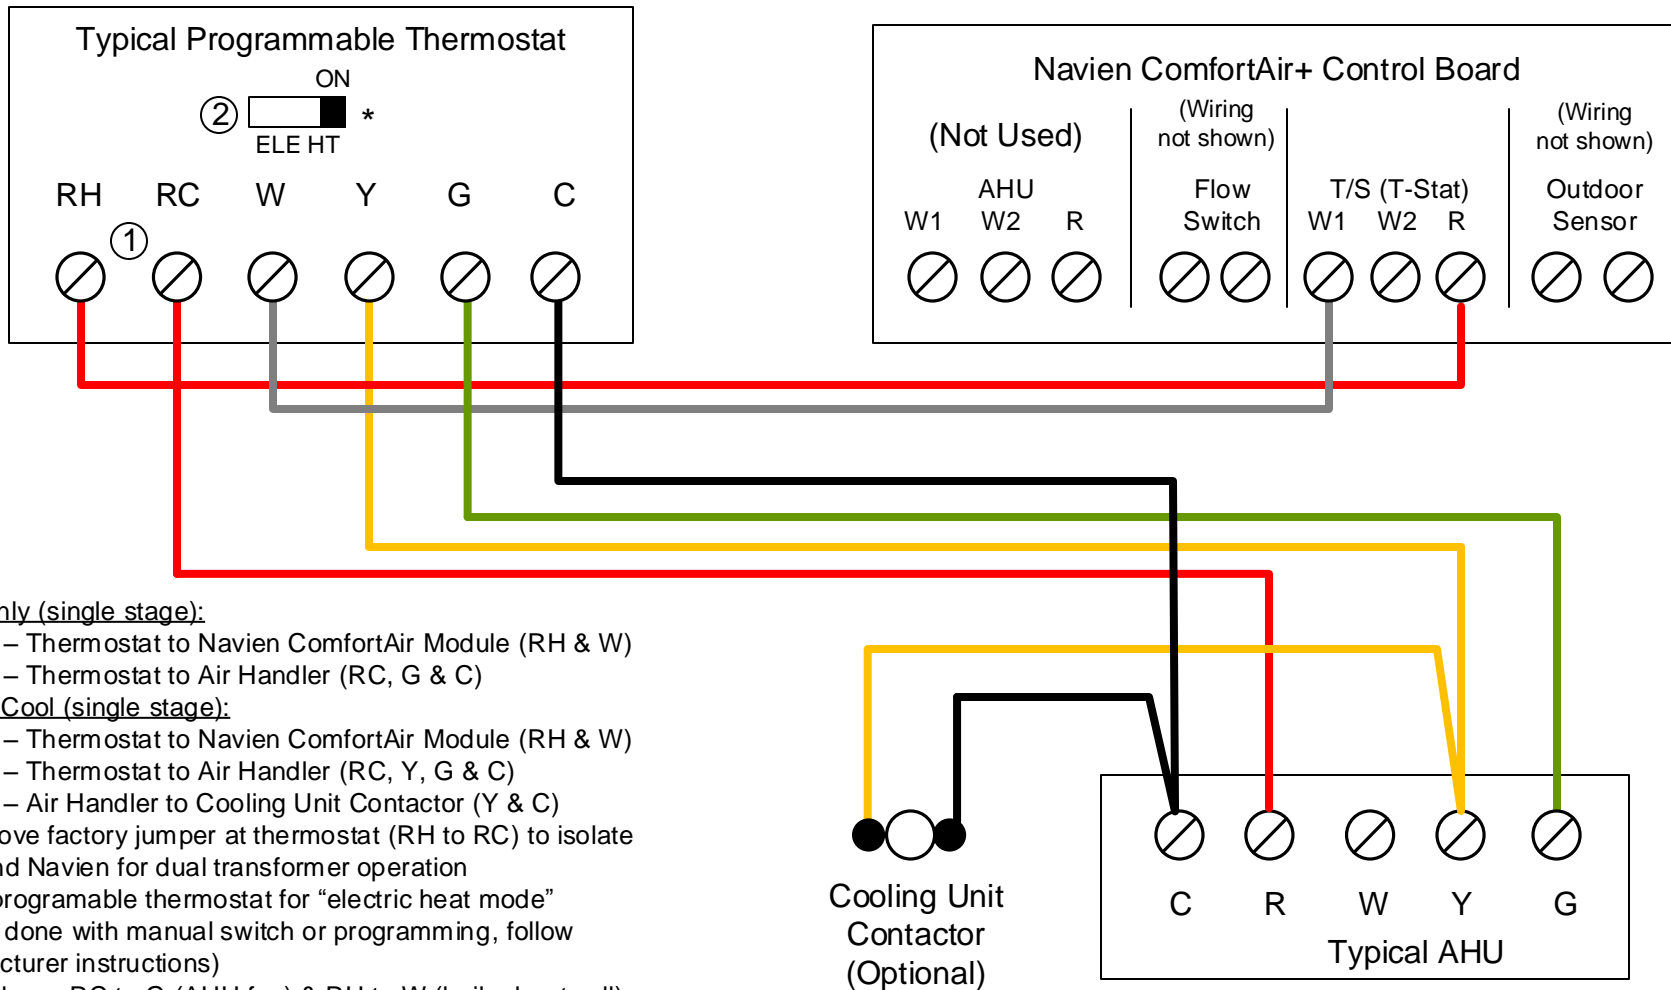 Typical Programmable Thermostat
ON
2
*
ELE HT
RH RC W Y G C
1
Navien ComfortAir+ Control Board
(Not Used)
(Wiring
not shown)
(Wiring
not shown)
AHU
W1 W2 R
Flow
Switch
T/S (T-Stat)
W1 W2 R
Outdoor
Sensor
(single stage):
– Thermostat to Navien ComfortAir Module (RH & W)
– Thermostat to Air Handler (RC, G & C)
Cool (single stage):
– Thermostat to Navien ComfortAir Module (RH & W)
– Thermostat to Air Handler (RC, Y, G & C)
– Air Handler to Cooling Unit Contactor (Y & C)
ove factory jumper at thermostat (RH to RC) to isolate
nd Navien for dual transformer operation
programable thermostat for “electric heat mode”
done with manual switch or programming, follow
cturer instructions)
Cooling Unit
Contactor
(Optional)
C R W Y G
Typical AHU